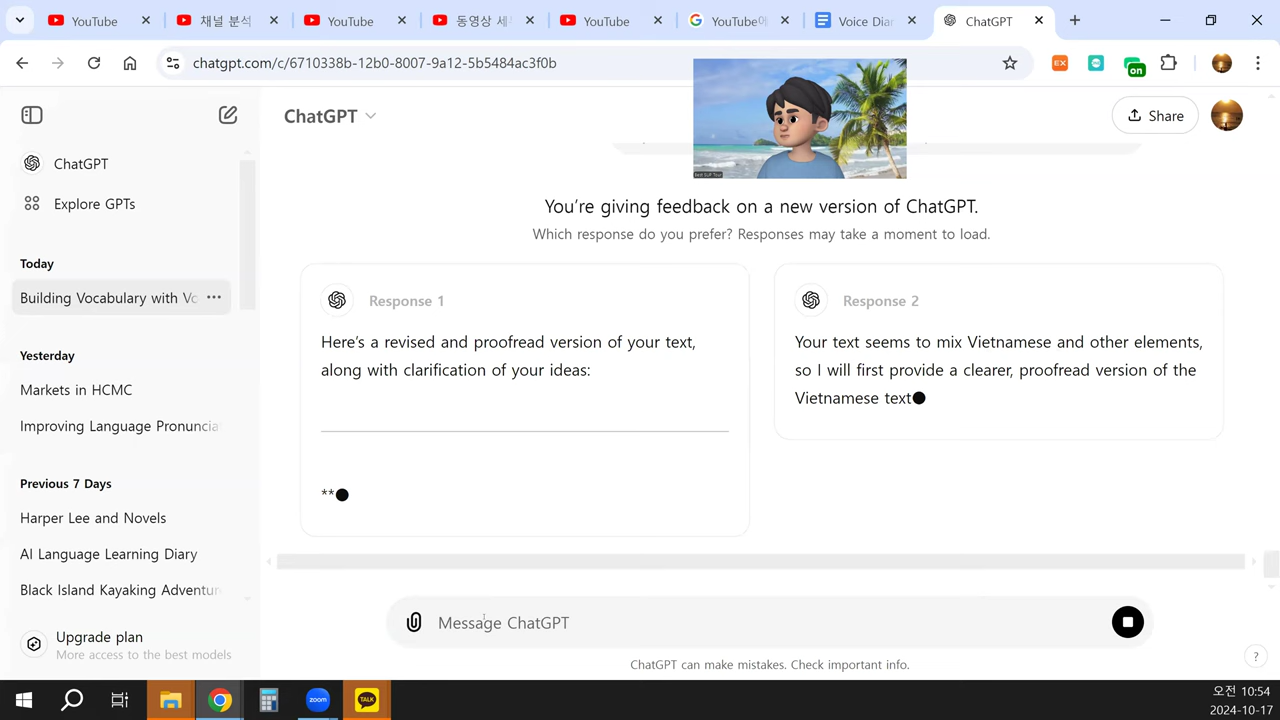 YouTube
채널 분석
YouTube
동영상 세
YouTube
YouTube에
Voice Diar
ChatGPT
chatgpt.com/c/6710338b-12b0-8007-9a12-5b5484ac3f0b
EX
on
ChatGPT
Share
ChatGPT
Explore GPTs
Today
Building Vocabulary with Vo
Yesterday
Markets in HCMC
Improving Language Pronuncia
Previous 7 Days
Harper Lee and Novels
AI Language Learning Diary
Black Island Kayaking Adventur
Upgrade plan
More access to the best models
You're giving feedback on a new version of ChatGPT.
Which response do you prefer? Responses may take a moment to load.
Response 1
Here's a revised and proofread version of your text,
along with clarification of your ideas:
**
Response 2
Your text seems to mix Vietnamese and other elements,
so I will first provide a clearer, proofread version of the
Vietnamese text
Message ChatGPT
ChatGPT can make mistakes. Check important info.
?
zoom
TALK
오전 10:54
2024-10-17